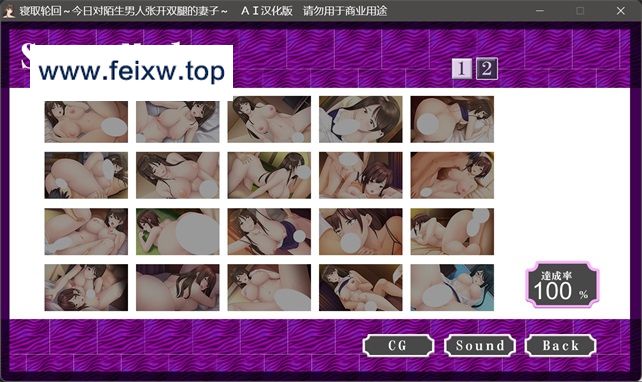 寝取轮回～今日对陌生男人张开双腿的妻子～ AI汉化版 请勿用于商业用途
www.feixw.top
1 2
達成率
100 %
CG Sound Back